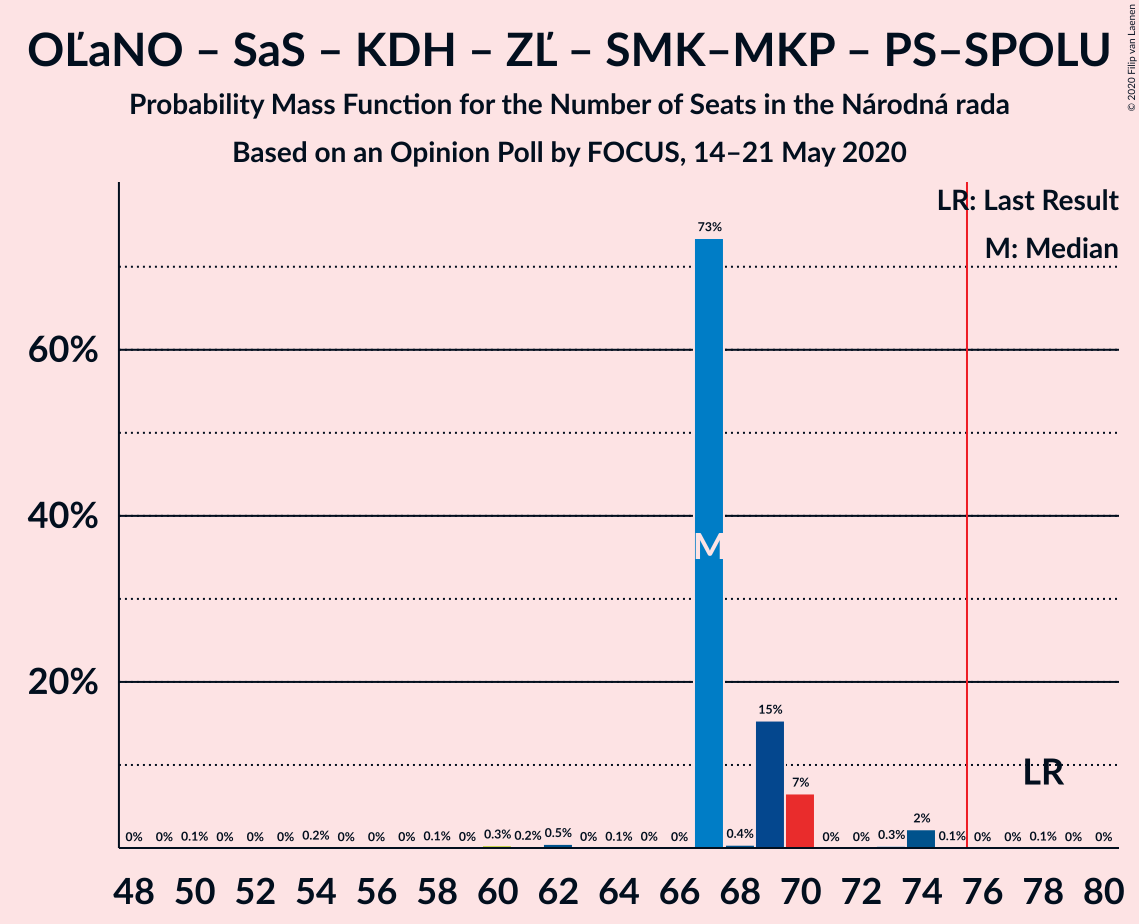 OĽaNO – SaS – KDH – ZĽ – SMK–MKP – PS–SPOLU
Probability Mass Function for the Number of Seats in the Národná rada
Based on an Opinion Poll by FOCUS, 14–21 May 2020
© 2020 Filip van Laenen
LR: Last Result
M: Median
60%
40%
20%
0% 0% 0.1% 0% 0% 0% 0.2% 0% 0% 0% 0.1% 0% 0.3% 0.2% 0.5% 0% 0.1% 0% 0% 73% 0.4% 15% 7% 0% 0% 0.3% 2% 0.1% 0% 0% 0.1% 0% 0%
M
LR
48 50 52 54 56 58 60 62 64 66 68 70 72 74 76 78 80